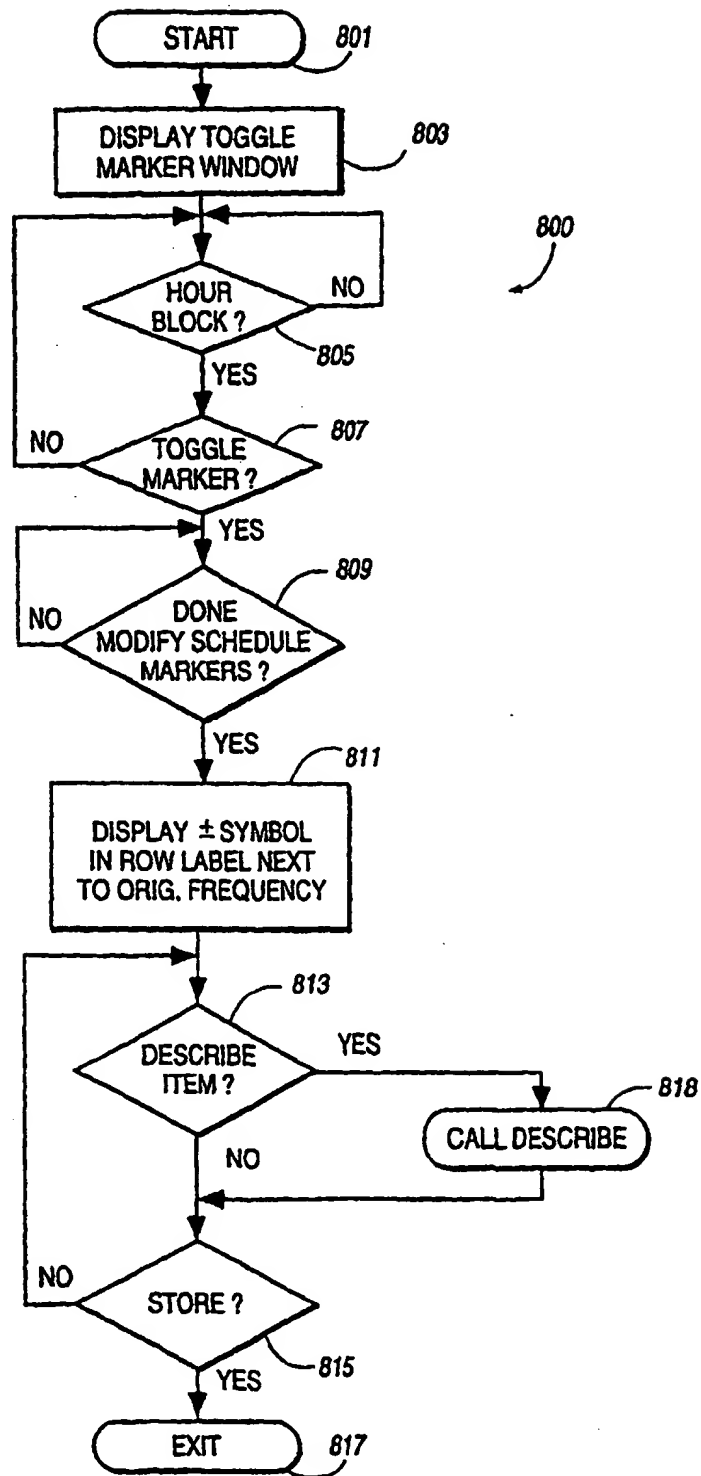 START
801
DISPLAY TOGGLE
MARKER WINDOW
803
800
HOUR
BLOCK ?
NO
805
YES
807
NO
TOGGLE
MARKER ?
YES
809
NO
DONE
MODIFY SCHEDULE
MARKERS ?
YES
811
DISPLAY ± SYMBOL
IN ROW LABEL NEXT
TO ORIG. FREQUENCY
813
DESCRIBE
ITEM ?
YES
818
CALL DESCRIBE
NO
NO
STORE ?
815
YES
EXIT
817